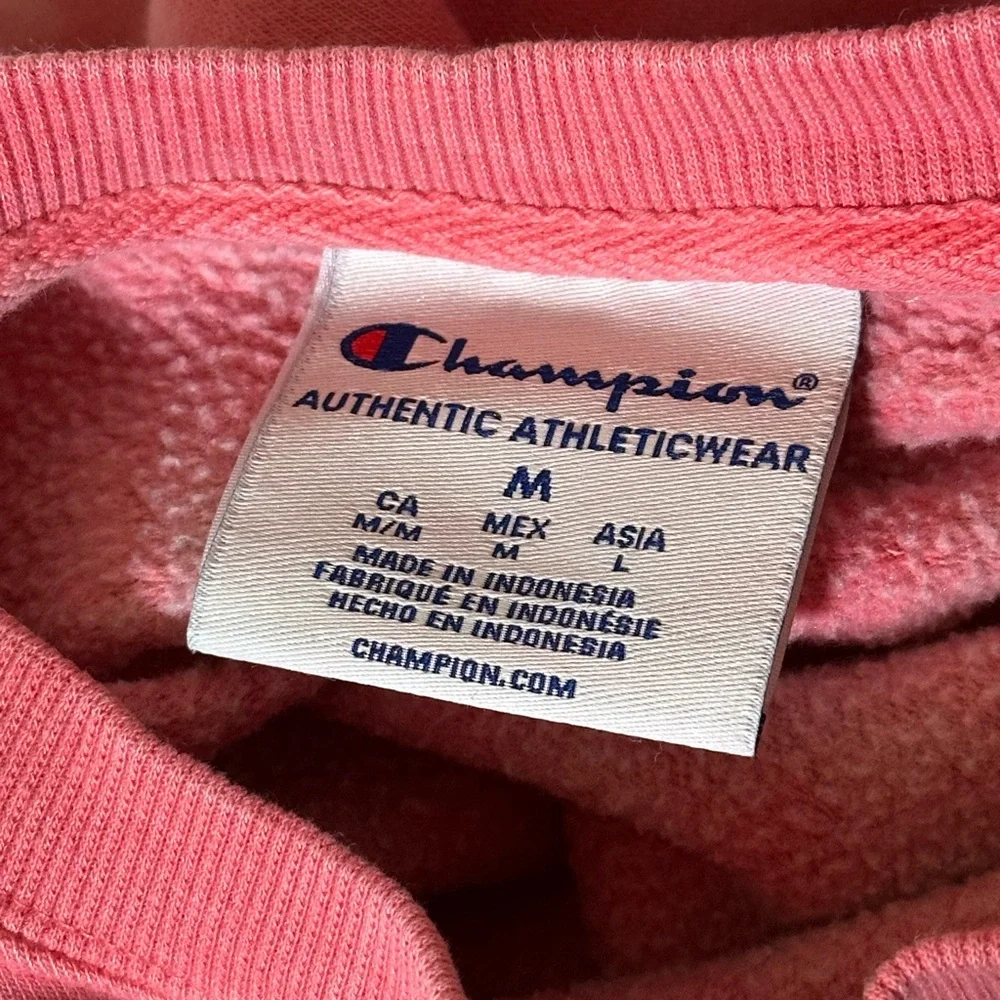 Champion®
AUTHENTIC ATHLETICWEAR
M
CA MEX ASIA
M/M M L
MADE IN INDONESIA
FABRIQUÉ EN INDONÉSIE
HECHO EN INDONESIA
CHAMPION.COM